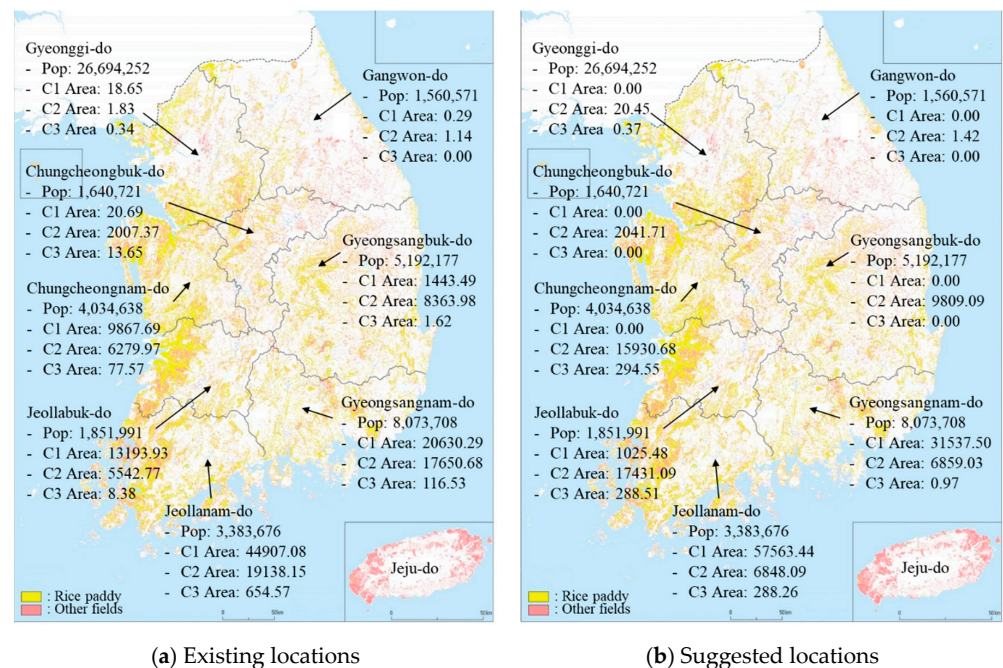 Gyeonggi-do
- Pop: 26,694,252
- C1 Area: 18.65
- C2 Area: 1.83
- C3 Area: 0.34
Gangwon-do
- Pop: 1,560,571
- C1 Area: 0.29
- C2 Area: 1.14
- C3 Area: 0.00
Chungcheongbuk-do
- Pop: 1,640,721
- C1 Area: 20.69
- C2 Area: 2007.37
- C3 Area: 13.65
Gyeongsangbuk-do
- Pop: 5,192,177
- C1 Area: 1443.49
- C2 Area: 8363.98
- C3 Area: 1.62
Chungcheongnam-do
- Pop: 4,034,638
- C1 Area: 9867.69
- C2 Area: 6279.97
- C3 Area: 77.57
Gyeongsangnam-do
- Pop: 8,073,708
- C1 Area: 20630.29
- C2 Area: 17650.68
- C3 Area: 116.53
Jeollabuk-do
- Pop: 1,851,991
- C1 Area: 13193.93
- C2 Area: 5542.77
- C3 Area: 8.38
Jeollanam-do
- Pop: 3,383,676
- C1 Area: 44907.08
- C2 Area: 19138.15
- C3 Area: 654.57
Jeju-do
: Rice paddy
: Other fields
0 50km
(a) Existing locations
Gyeonggi-do
- Pop: 26,694,252
- C1 Area: 0.00
- C2 Area: 20.45
- C3 Area: 0.37
Gangwon-do
- Pop: 1,560,571
- C1 Area: 0.00
- C2 Area: 1.42
- C3 Area: 0.00
Chungcheongbuk-do
- Pop: 1,640,721
- C1 Area: 0.00
- C2 Area: 2041.71
- C3 Area: 0.00
Gyeongsangbuk-do
- Pop: 5,192,177
- C1 Area: 0.00
- C2 Area: 9809.09
- C3 Area: 0.00
Chungcheongnam-do
- Pop: 4,034,638
- C1 Area: 0.00
- C2 Area: 15930.68
- C3 Area: 294.55
Gyeongsangnam-do
- Pop: 8,073,708
- C1 Area: 31537.50
- C2 Area: 6859.03
- C3 Area: 0.97
Jeollabuk-do
- Pop: 1,851,991
- C1 Area: 1025.48
- C2 Area: 17431.09
- C3 Area: 288.51
Jeollanam-do
- Pop: 3,383,676
- C1 Area: 57563.44
- C2 Area: 6848.09
- C3 Area: 288.26
Jeju-do
: Rice paddy
: Other fields
0 50km
(b) Suggested locations